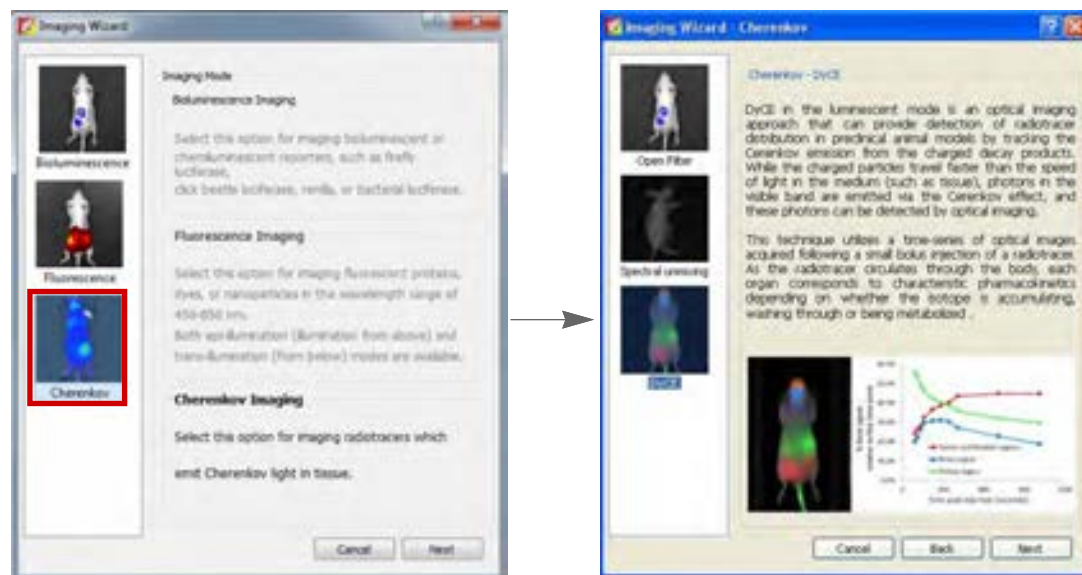 Imaging Wizard
Bioluminescence
Fluorescence
Cherenkov
Imaging Mode
Bioluminescence Imaging
Select this option for imaging bioluminescent or
chemiluminescent reporters, such as firefly
luciferase,
click beetle luciferase, renilla, or bacterial luciferase.
Fluorescence Imaging
Select this option for imaging fluorescent proteins,
dyes, or nanoparticles in the wavelength range of
Both epi-illumination (illumination from above) and
trans-illumination (from below) modes are available.
Cherenkov Imaging
Select this option for imaging radiotracers which
emit Cherenkov light in tissue.
Cancel
Next
Imaging Wizard - Cherenkov
Open Filter
Spectral unmixing
DyCE
Cherenkov - DyCE
DyCE in the luminescent mode is an optical imaging
approach that can provide detection of radiotracer
distribution in preclinical animal models by tracking the
Cerenkov emission from the charged decay products.
While the charged particles travel faster than the speed
of light in the medium (such as tissue), photons in the
visible band are emitted via the Cerenkov effect, and
these photons can be detected by optical imaging.
This technique utilizes a time-series of optical images
acquired following a small bolus injection of a radiotracer.
As the radiotracer circulates through the body, each
organ corresponds to characteristic pharmacokinetics
depending on whether the isotope is accumulating,
washing through or being metabolized .
Cancel
Back
Next